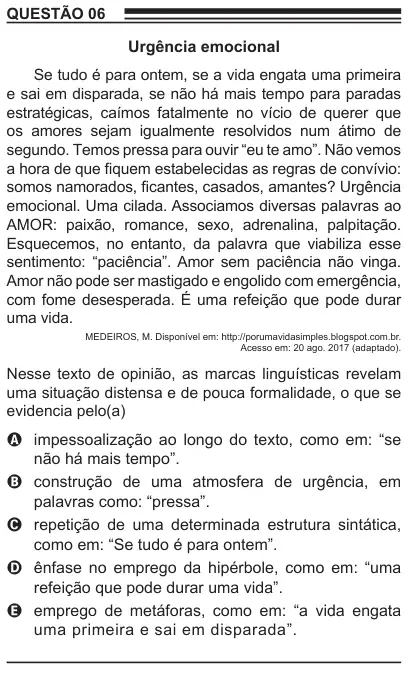 QUESTÃO 06
Urgência emocional
Se tudo é para ontem, se a vida engata uma primeira
e sai em disparada, se não há mais tempo para paradas
estratégicas, caímos fatalmente no vício de querer que
os amores sejam igualmente resolvidos num átimo de
segundo. Temos pressa para ouvir “eu te amo”. Não vemos
a hora de que fiquem estabelecidas as regras de convívio:
somos namorados, ficantes, casados, amantes? Urgência
emocional. Uma cilada. Associamos diversas palavras ao
AMOR: paixão, romance, sexo, adrenalina, palpitação.
Esquecemos, no entanto, da palavra que viabiliza esse
sentimento: “paciência”. Amor sem paciência não vinga.
Amor não pode ser mastigado e engolido com emergência,
com fome desesperada. É uma refeição que pode durar
uma vida.
MEDEIROS, M. Disponível em: http://porumavidasimples.blogspot.com.br.
Acesso em: 20 ago. 2017 (adaptado).
Nesse texto de opinião, as marcas linguísticas revelam
uma situação distensa e de pouca formalidade, o que se
evidencia pelo(a)
A impessoalização ao longo do texto, como em: “se
não há mais tempo”.
B construção de uma atmosfera de urgência, em
palavras como: “pressa”.
C repetição de uma determinada estrutura sintática,
como em: “Se tudo é para ontem”.
D ênfase no emprego da hipérbole, como em: “uma
refeição que pode durar uma vida”.
E emprego de metáforas, como em: “a vida engata
uma primeira e sai em disparada”.